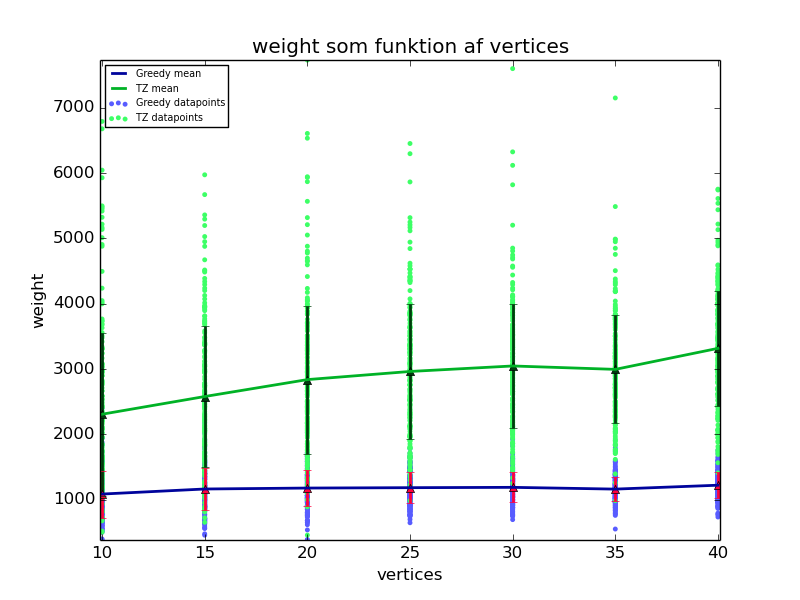 weight som funktion af vertices
Greedy mean
TZ mean
Greedy datapoints
TZ datapoints
7000
6000
5000
4000
3000
2000
1000
weight
10 15 20 25 30 35 40
vertices